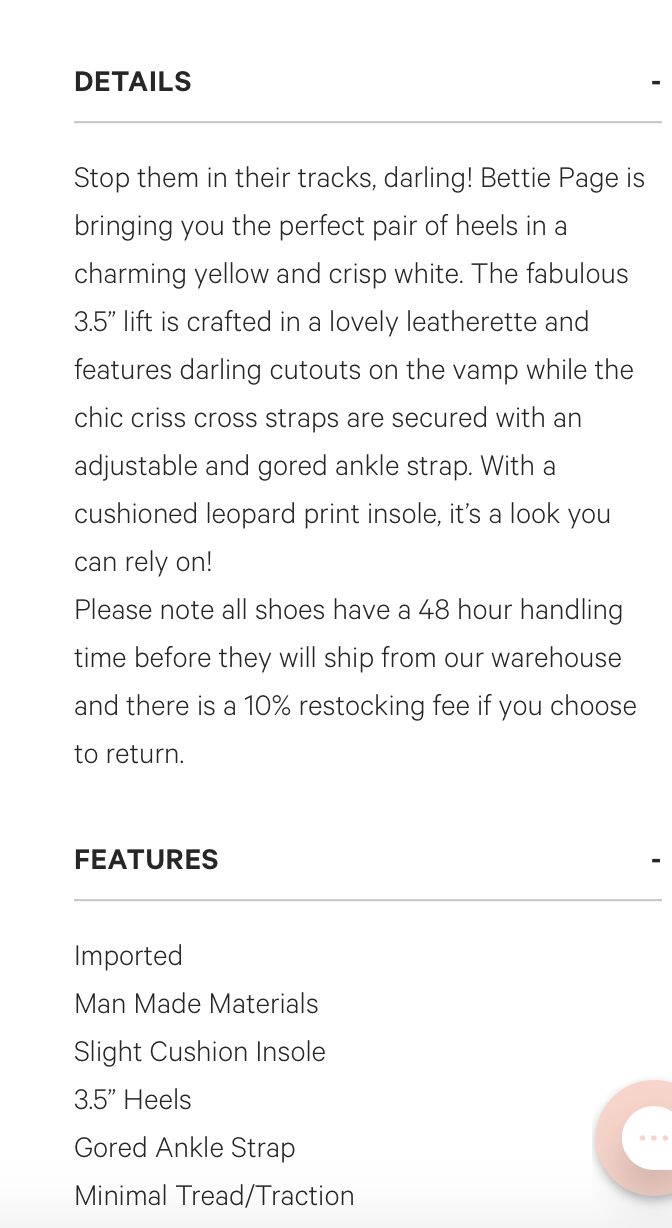 DETAILS -
Stop them in their tracks, darling! Bettie Page is
bringing you the perfect pair of heels in a
charming yellow and crisp white. The fabulous
3.5” lift is crafted in a lovely leatherette and
features darling cutouts on the vamp while the
chic criss cross straps are secured with an
adjustable and gored ankle strap. With a
cushioned leopard print insole, it’s a look you
can rely on!
Please note all shoes have a 48 hour handling
time before they will ship from our warehouse
and there is a 10% restocking fee if you choose
to return.
FEATURES -
Imported
Man Made Materials
Slight Cushion Insole
3.5” Heels
Gored Ankle Strap
Minimal Tread/Traction